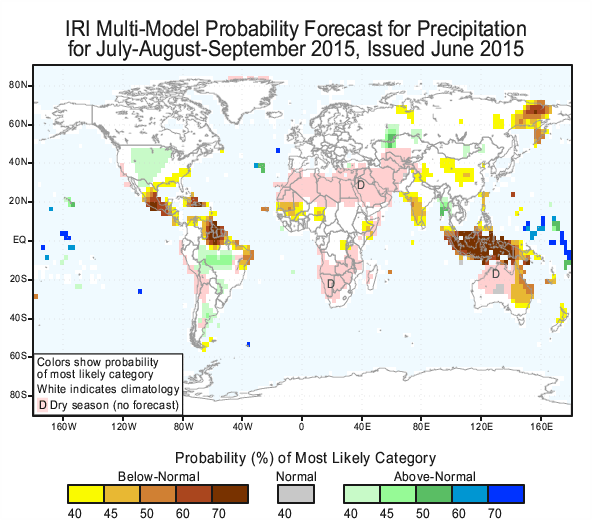 IRI Multi-Model Probability Forecast for Precipitation
for July-August-September 2015, Issued June 2015
80N
60N
40N
20N
EQ
20S
40S
60S
80S
D
D
D
Colors show probability
of most likely category
White indicates climatology
D Dry season (no forecast)
160W 120W 80W 40W 0 40E 80E 120E 160E
Probability (%) of Most Likely Category
Below-Normal Normal Above-Normal
40 45 50 60 70 40 40 45 50 60 70